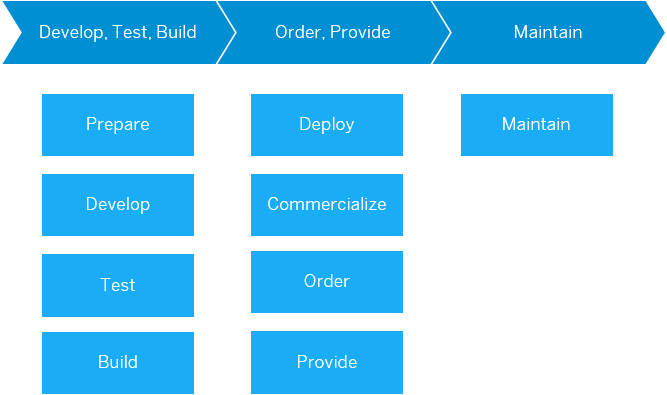 Develop, Test, Build
Order, Provide
Maintain
Prepare
Develop
Test
Build
Deploy
Commercialize
Order
Provide
Maintain